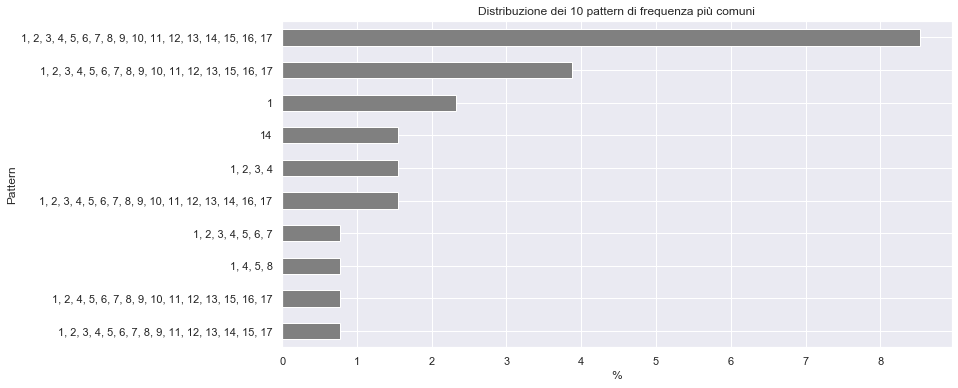 Distribuzione dei 10 pattern di frequenza più comuni
Pattern
1, 2, 3, 4, 5, 6, 7, 8, 9, 10, 11, 12, 13, 14, 15, 16, 17
1, 2, 3, 4, 5, 6, 7, 8, 9, 10, 11, 12, 13, 15, 16, 17
1
14
1, 2, 3, 4
1, 2, 3, 4, 5, 6, 7, 8, 9, 10, 11, 12, 13, 14, 16, 17
1, 2, 3, 4, 5, 6, 7
1, 4, 5, 8
1, 2, 4, 5, 6, 7, 8, 9, 10, 11, 12, 13, 15, 16, 17
1, 2, 3, 4, 5, 6, 7, 8, 9, 11, 12, 13, 14, 15, 17
0 1 2 3 4 5 6 7 8
%